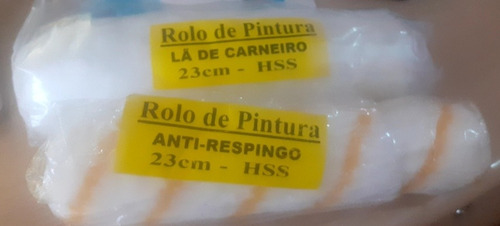 Rolo de Pintura
LÃ DE CARNEIRO
23cm - HSS
Rolo de Pintura
ANTI-RESPINGO
23cm - HSS